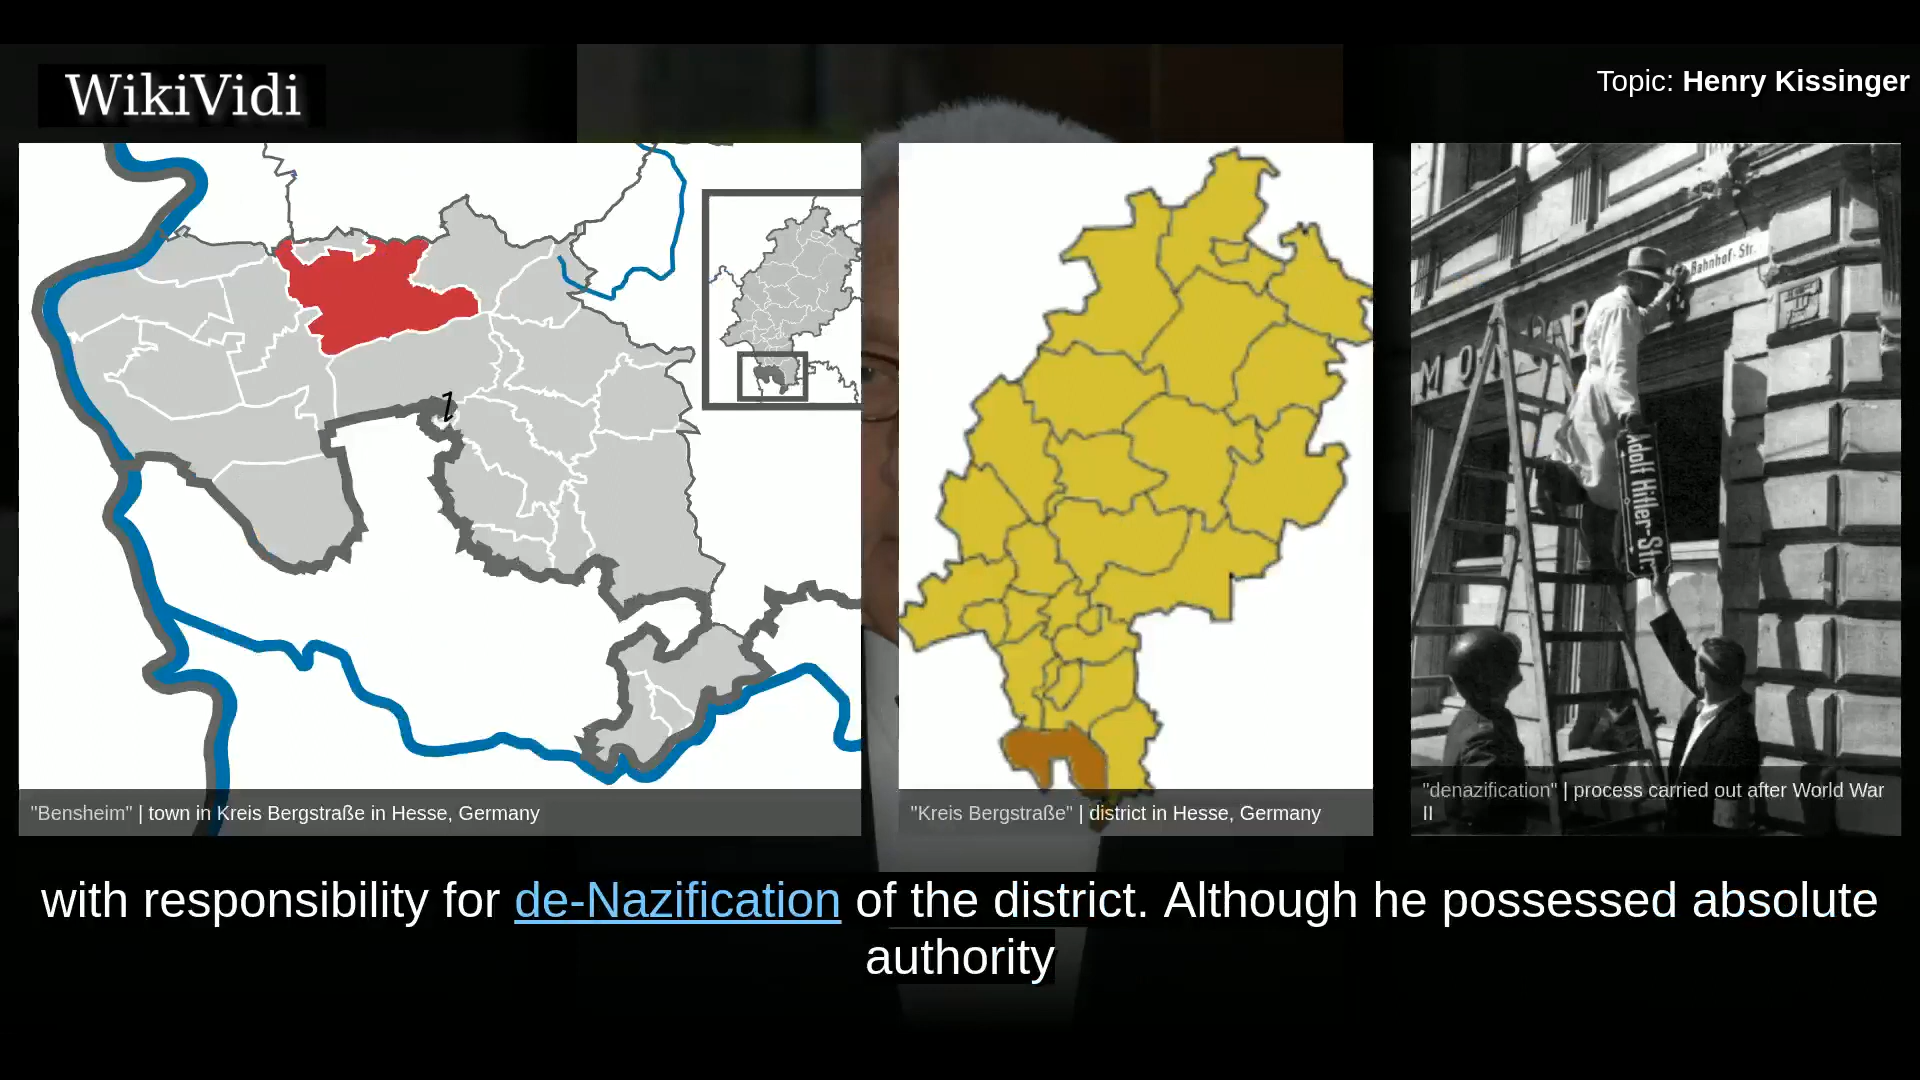 WikiVidi
Topic: Henry Kissinger
Bahnhof-Str.
Adolf Hitler-Str.
"Bensheim" | town in Kreis Bergstraße in Hesse, Germany
"Kreis Bergstraße" | district in Hesse, Germany
"denazification" | process carried out after World War
II
with responsibility for de-Nazification of the district. Although he possessed absolute
authority